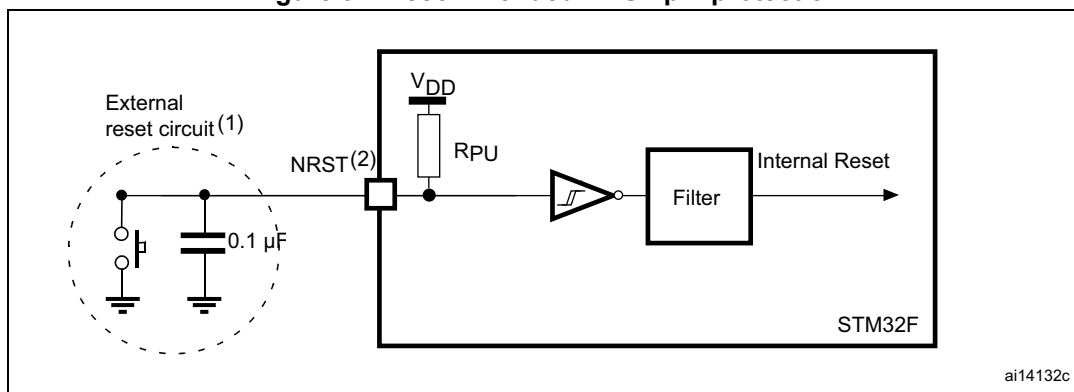 External
reset circuit(1)
VDD
NRST(2)
RPU
Internal Reset
Filter
0.1 µF
STM32F
ai14132c